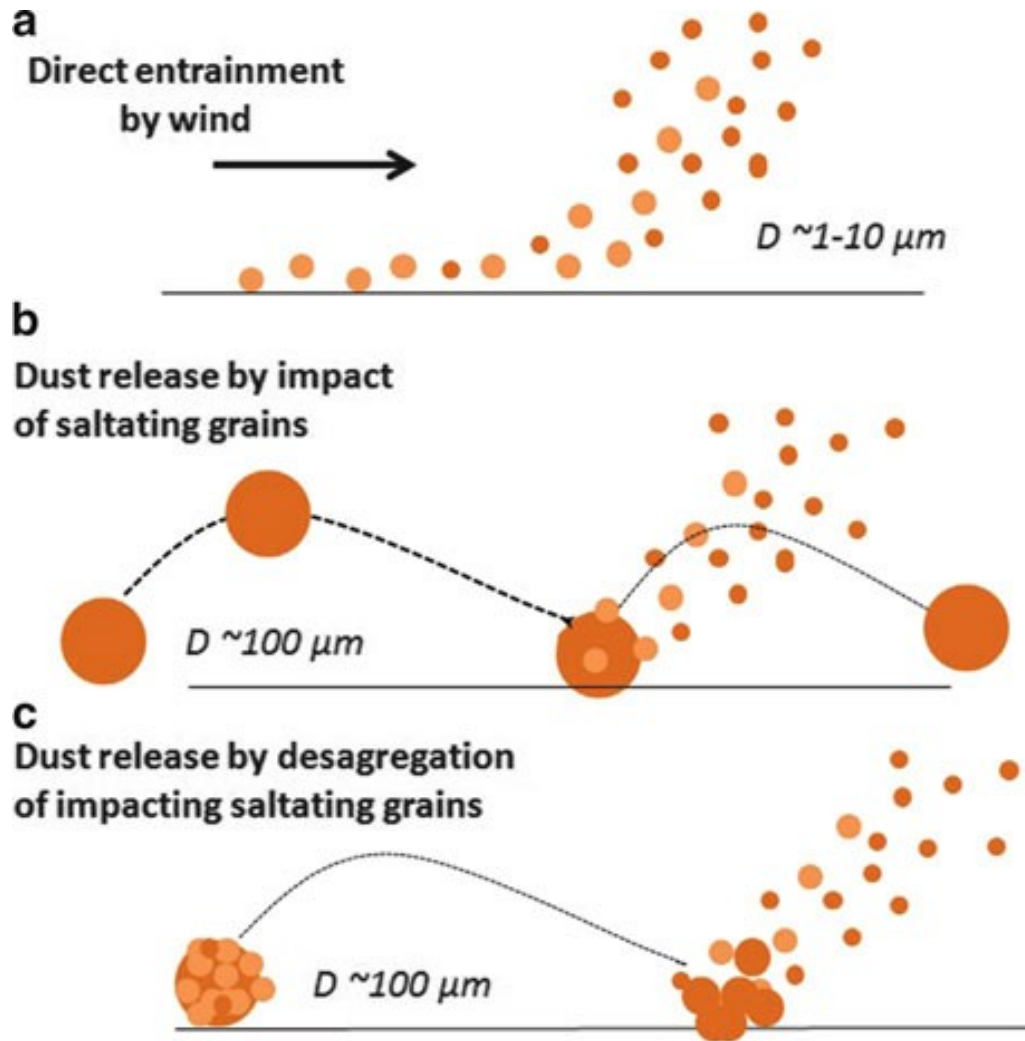 a
Direct entrainment
by wind
D ~1-10 µm
b
Dust release by impact
of saltating grains
D ~100 µm
c
Dust release by desagregation
of impacting saltating grains
D ~100 µm